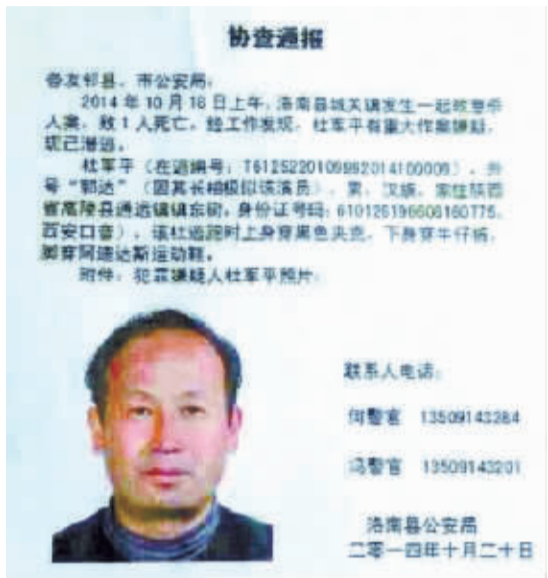 协查通报
各友邻县、市公安局：
2014年10月18日上午，洛南县城关镇发生一起故意杀
人案，致1人死亡。经工作发现，杜军平有重大作案嫌疑，
现已潜逃。
杜军平（在逃编号：T6125220109992014100009），外
号“郭达”（因其长相极似该演员），男，汉族，家住陕西
省高陵县通远镇镇东街，身份证号码：610126196606160775，
西安口音），该杜逃跑时上身穿黑色夹克，下身穿牛仔裤，
脚穿阿迪达斯运动鞋。
附件：犯罪嫌疑人杜军平照片
联系人电话：
何警官 13509143284
冯警官 13509143201
洛南县公安局
二零一四年十月二十日